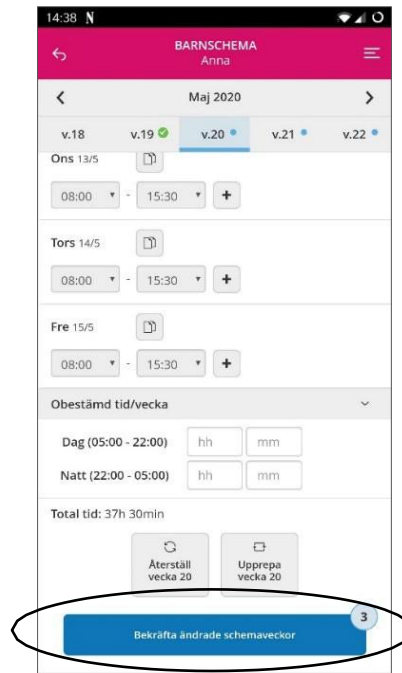 14:38 N
BARNSCHEMA
Anna
Maj 2020
v.18 v.19 v.20 v.21 v.22
Ons 13/5
08:00 - 15:30 +
Tors 14/5
08:00 - 15:30 +
Fre 15/5
08:00 - 15:30 +
Obestämd tid/vecka
Dag (05:00 - 22:00) hh mm
Natt (22:00 - 05:00) hh mm
Total tid: 37h 30min
Återställ
vecka 20
Upprepa
vecka 20
3
Bekräfta ändrade schemaveckor